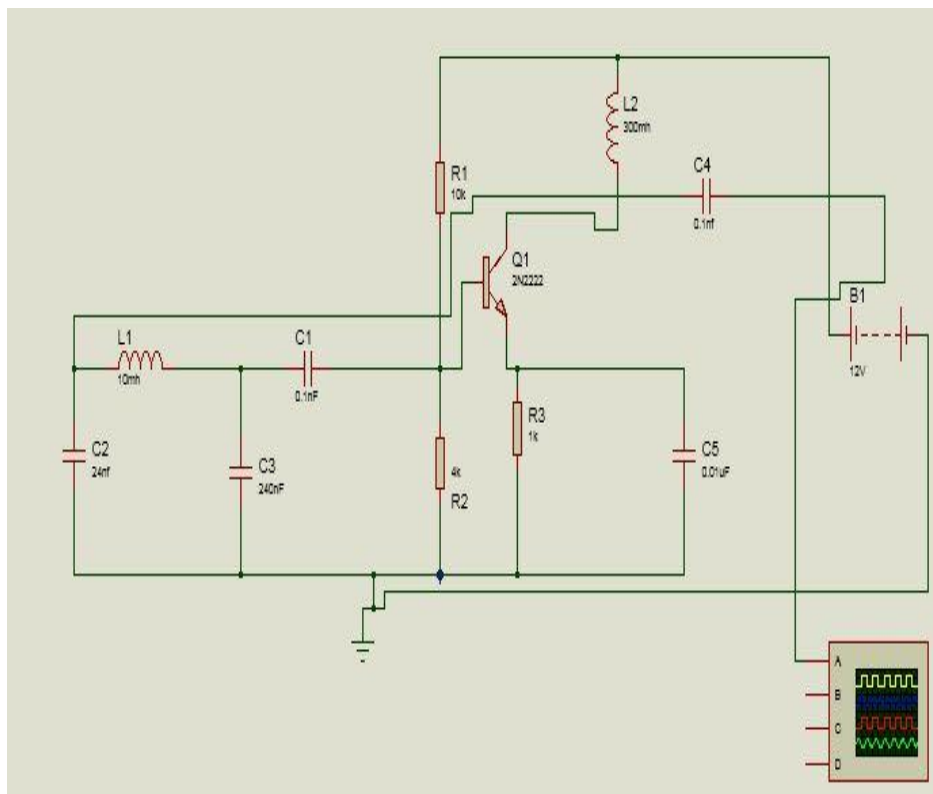 L2
300mh
C4
0.1nf
R1
10k
Q1
2N2222
B1
12V
L1
10mh
C1
0.1nF
R3
1k
C2
24nf
C3
240nF
4k
R2
C5
0.01uF
A
B
C
D